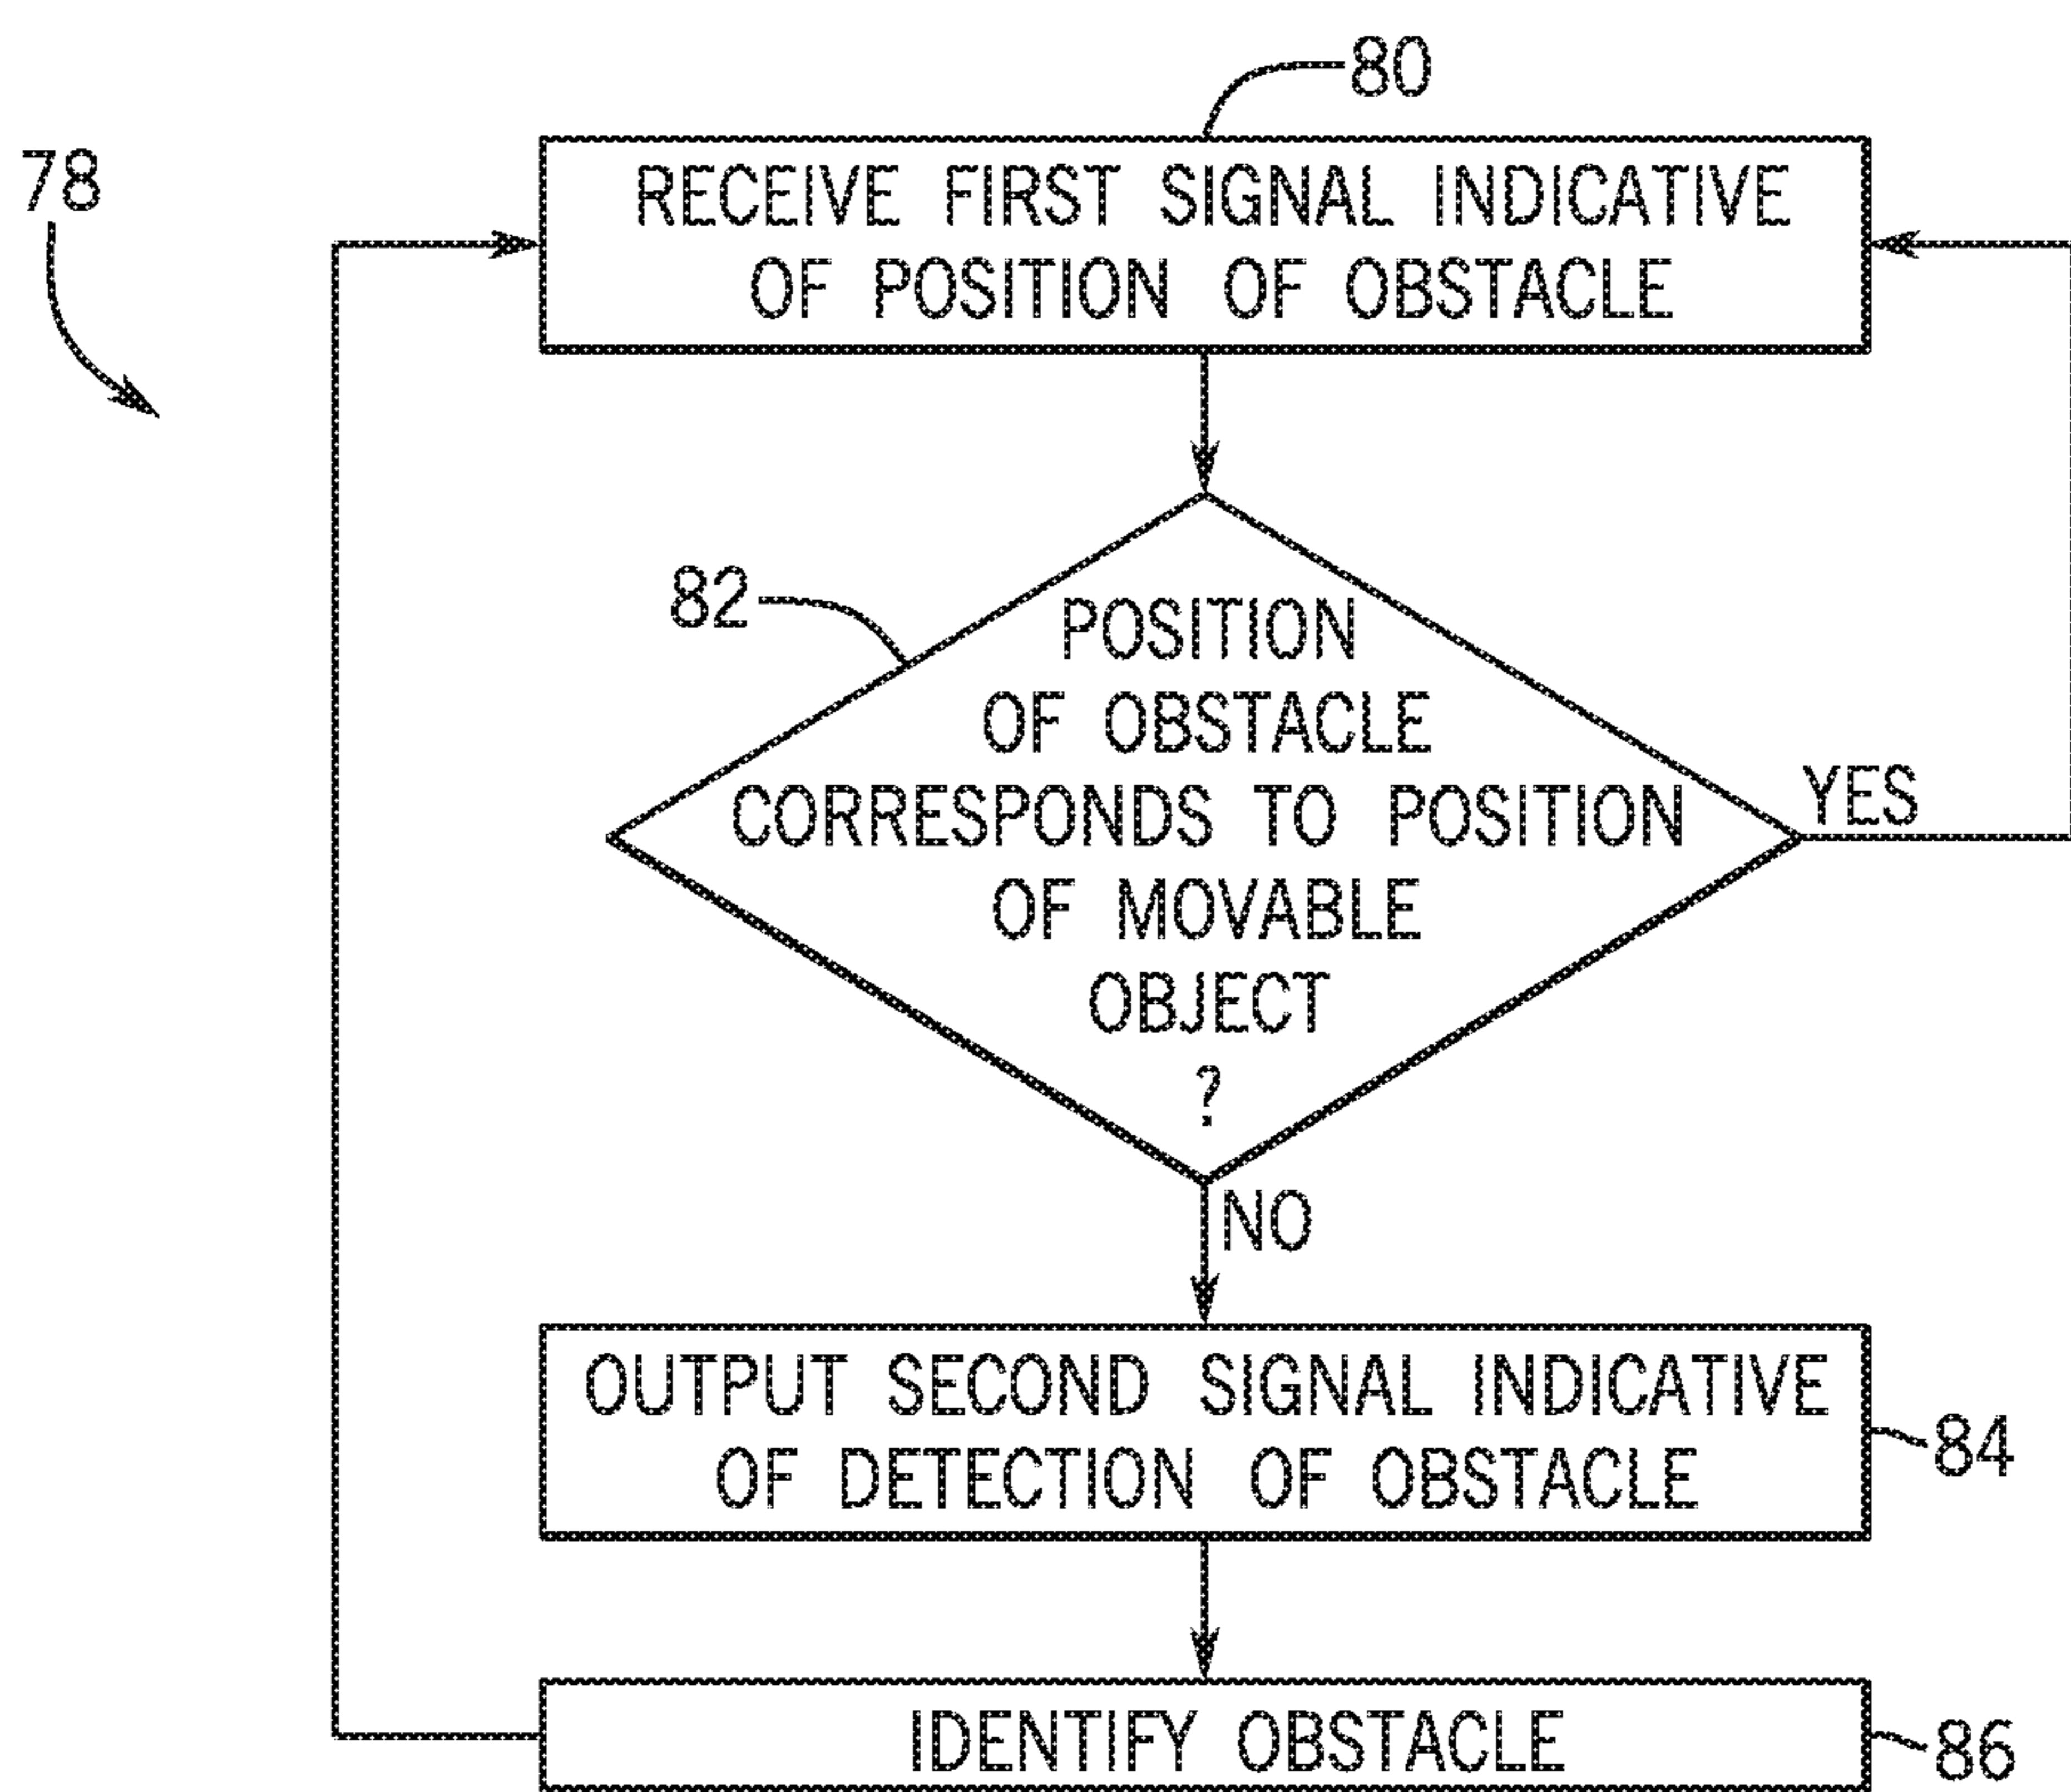 80
78
RECEIVE FIRST SIGNAL INDICATIVE
OF POSITION OF OBSTACLE
82
POSITION
OF OBSTACLE
CORRESPONDS TO POSITION
OF MOVABLE
OBJECT
?
YES
NO
OUTPUT SECOND SIGNAL INDICATIVE
OF DETECTION OF OBSTACLE
84
IDENTIFY OBSTACLE
86